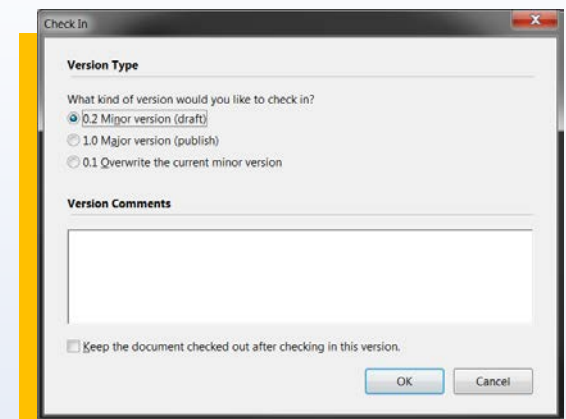 Check In
Version Type
What kind of version would you like to check in?
0.2 Minor version (draft)
1.0 Major version (publish)
0.1 Overwrite the current minor version
Version Comments
Keep the document checked out after checking in this version.
OK
Cancel